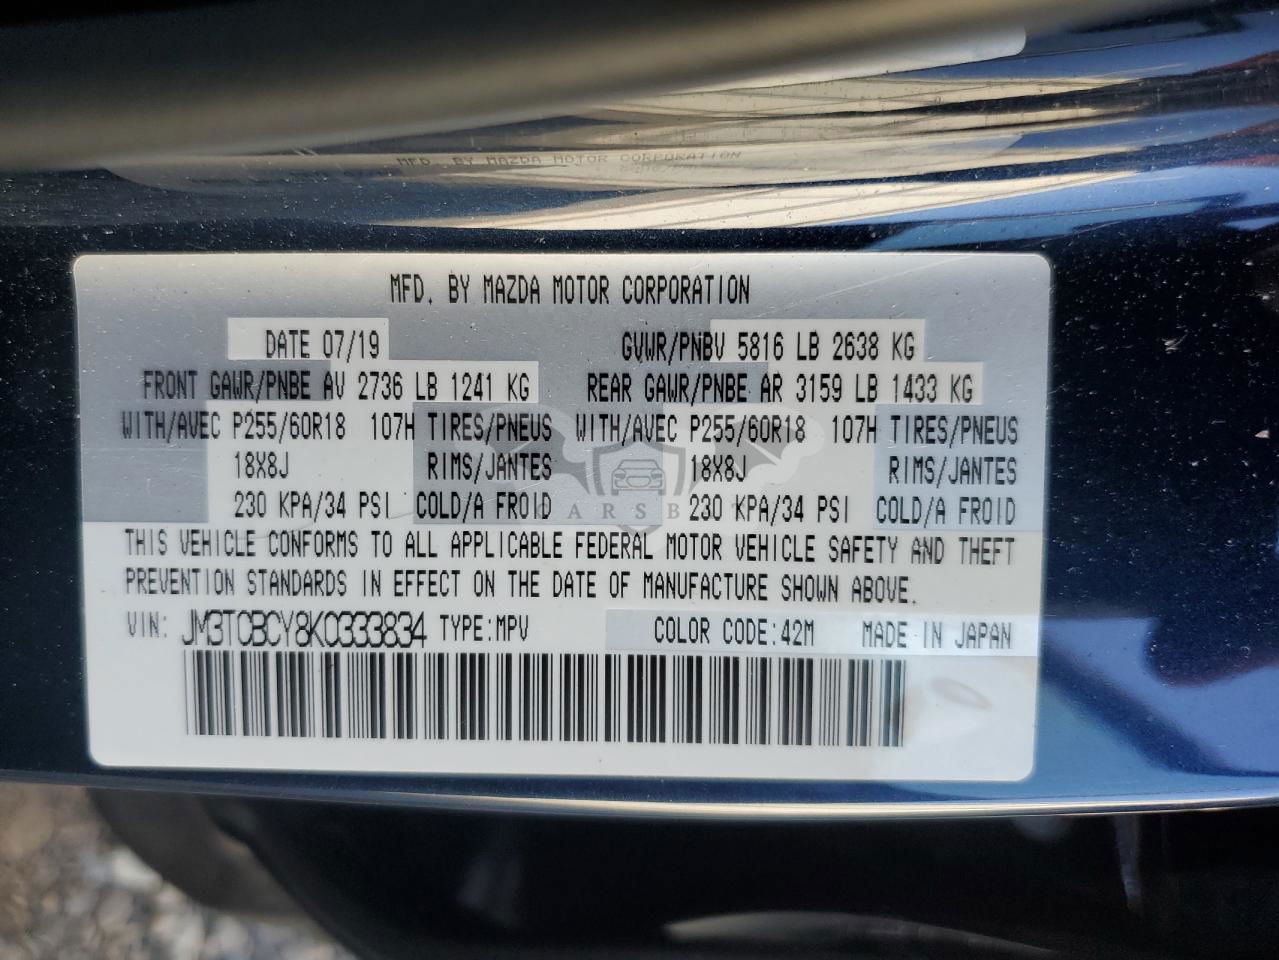 MFD. BY MAZDA MOTOR CORPORATION
MFD. BY MAZDA MOTOR CORPORATION
DATE 07/19 GVWR/PNBV 5816 LB 2638 KG
FRONT GAWR/PNBE AV 2736 LB 1241 KG REAR GAWR/PNBE AR 3159 LB 1433 KG
WITH/AVEC P255/60R18 107H TIRES/PNEUS WITH/AVEC P255/60R18 107H TIRES/PNEUS
18X8J RIMS/JANTES 18X8J RIMS/JANTES
230 KPA/34 PSI COLD/A FROID 230 KPA/34 PSI COLD/A FROID
THIS VEHICLE CONFORMS TO ALL APPLICABLE FEDERAL MOTOR VEHICLE SAFETY AND THEFT
PREVENTION STANDARDS IN EFFECT ON THE DATE OF MANUFACTURE SHOWN ABOVE.
VIN: JM3TCBCY8K0333834 TYPE:MPV COLOR CODE:42M MADE IN JAPAN